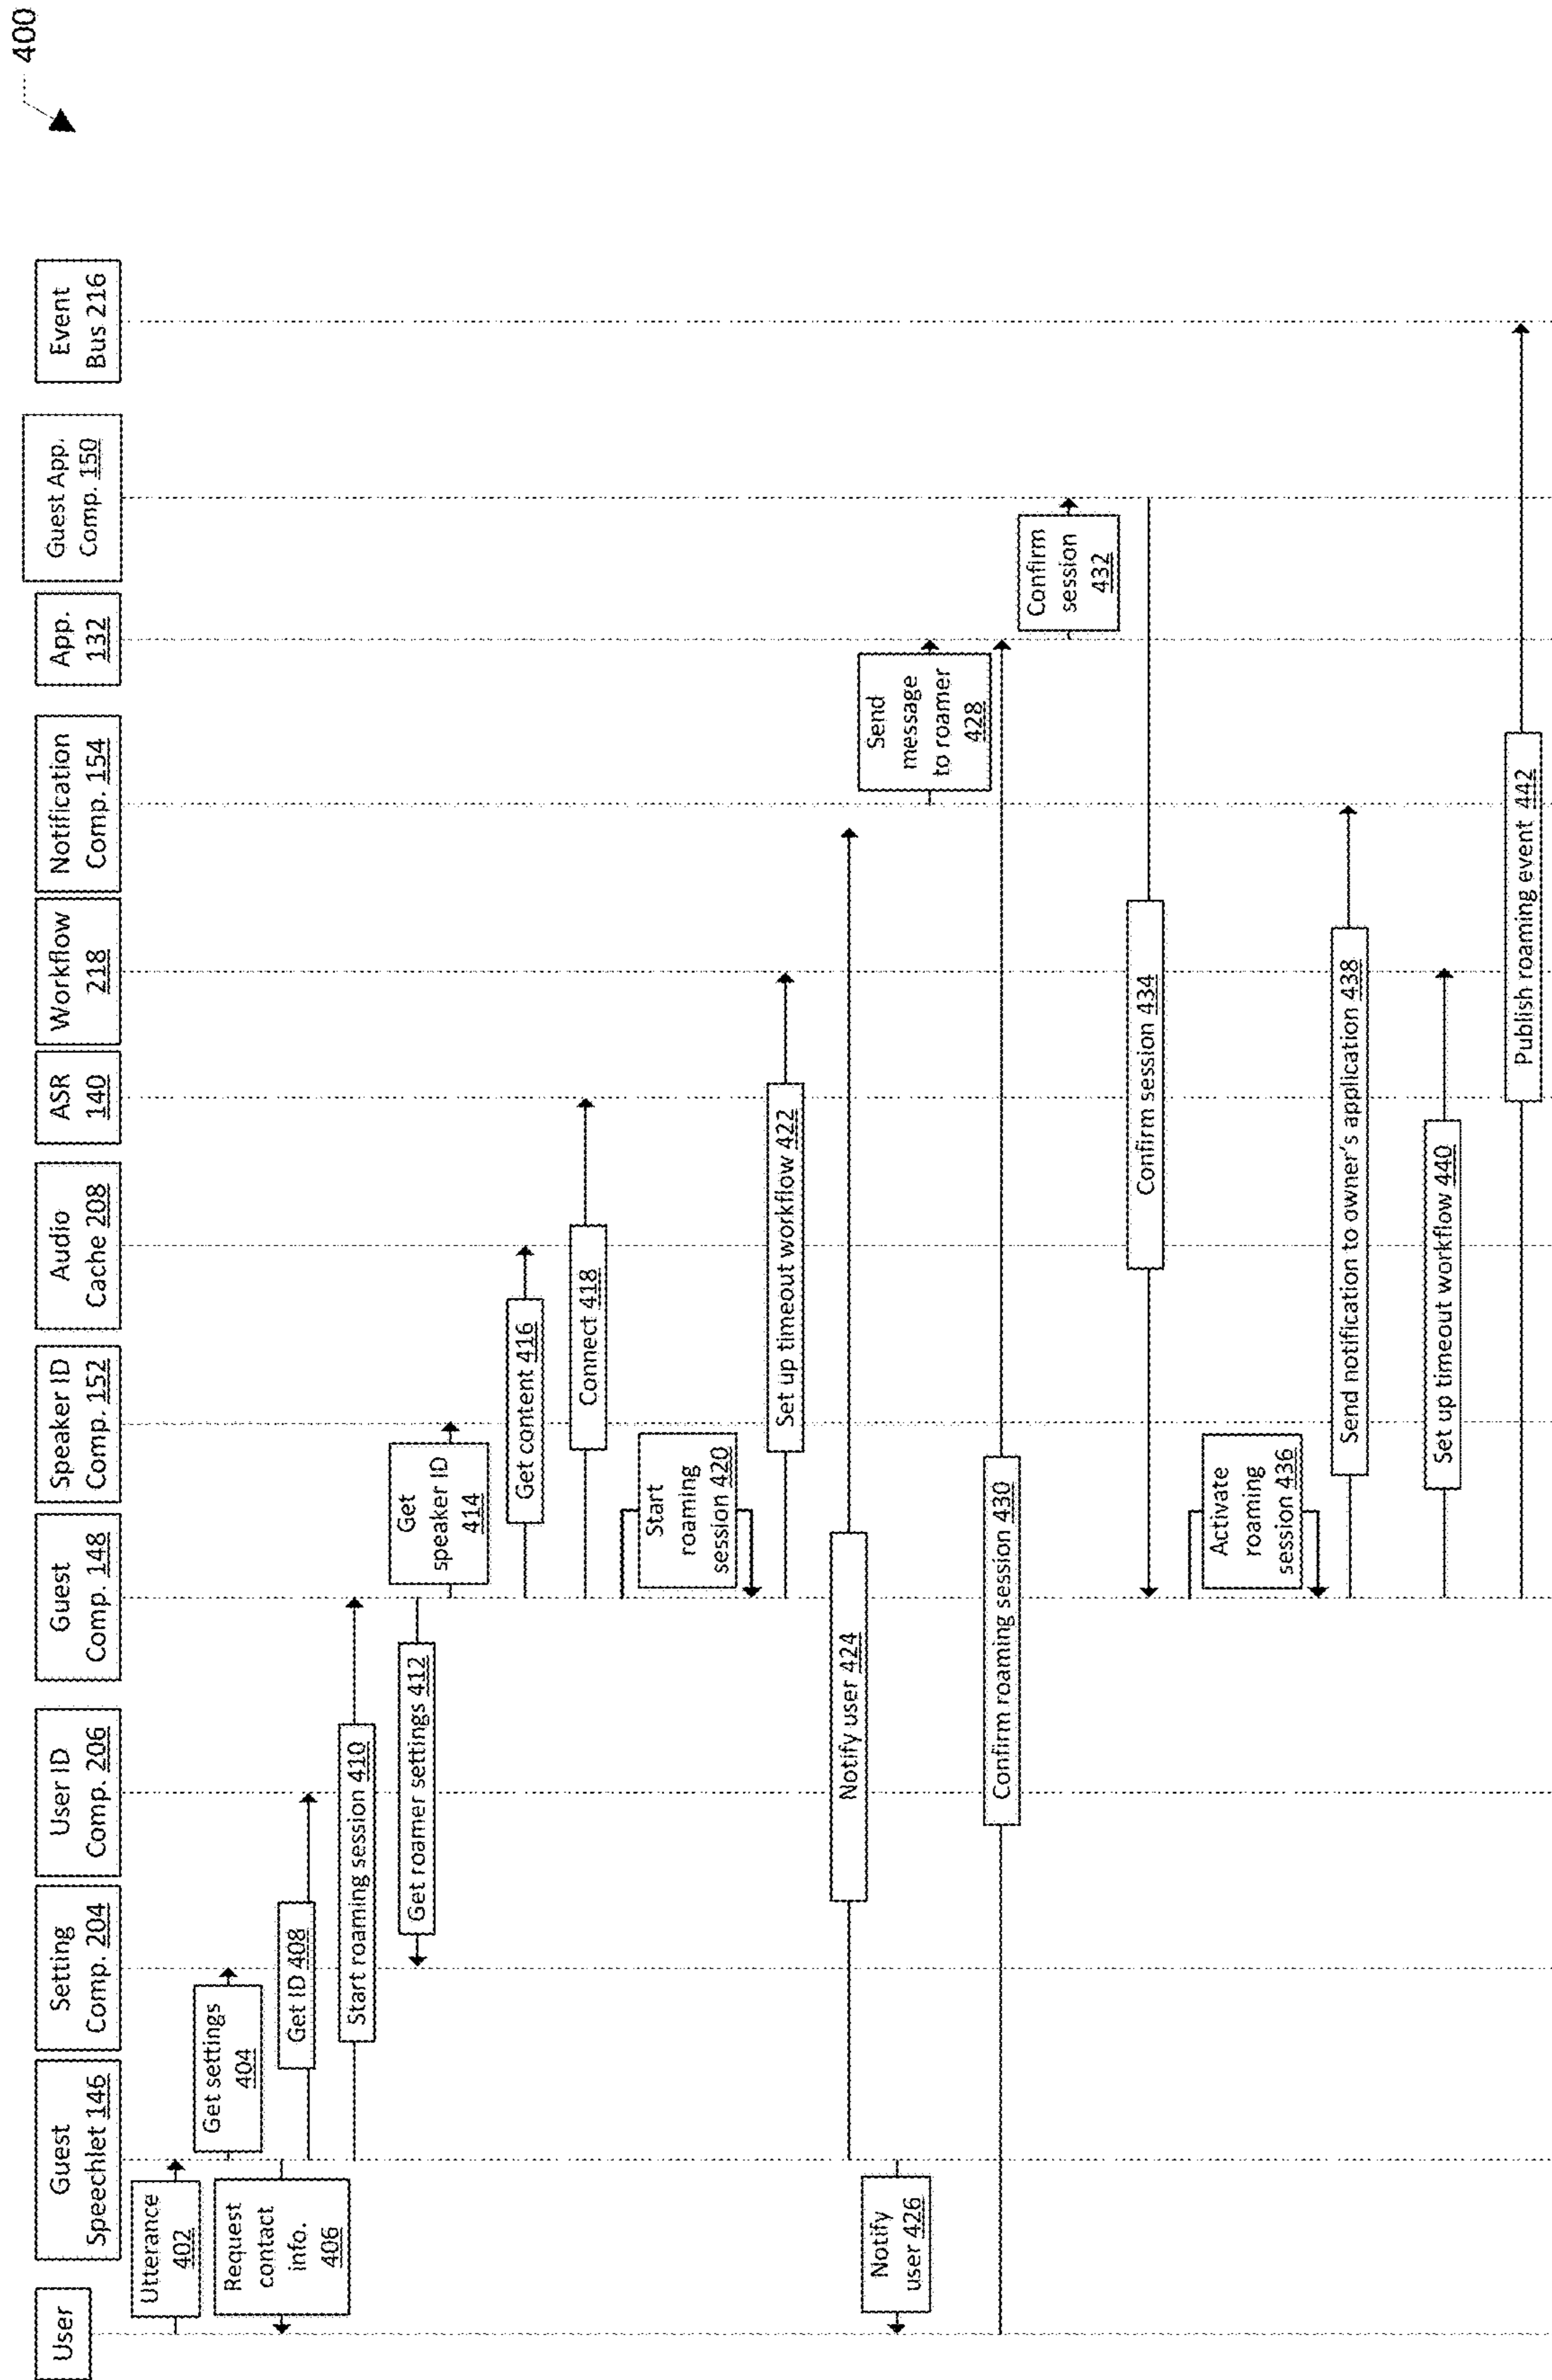 400
User
Guest
Speechlet 146
Setting
Comp. 204
User ID
Comp. 206
Guest
Comp. 148
Speaker ID
Comp. 152
Audio
Cache 208
ASR
140
Workflow
218
Notification
Comp. 154
App.
132
Guest App.
Comp. 150
Event
Bus 216
Utterance
402
Get settings
404
Request
contact
info.
406
Get ID 408
Start roaming session 410
Get roamer settings 412
Get
speaker ID
414
Get content 416
Connect 418
Start
roaming
session 420
Set up timeout workflow 422
Notify user 424
Notify
user 426
Send
message
to roamer
428
Confirm roaming session 430
Confirm
session
432
Confirm session 434
Activate
roaming
session 436
Send notification to owner's application 438
Set up timeout workflow 440
Publish roaming event 442